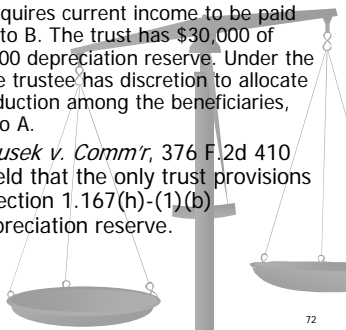 quires current income to be paid
to B. The trust has $30,000 of
00 depreciation reserve. Under the
e trustee has discretion to allocate
duction among the beneficiaries,
o A.
usek v. Comm'r, 376 F.2d 410
eld that the only trust provisions
ection 1.167(h)-(1)(b)
preciation reserve.
72